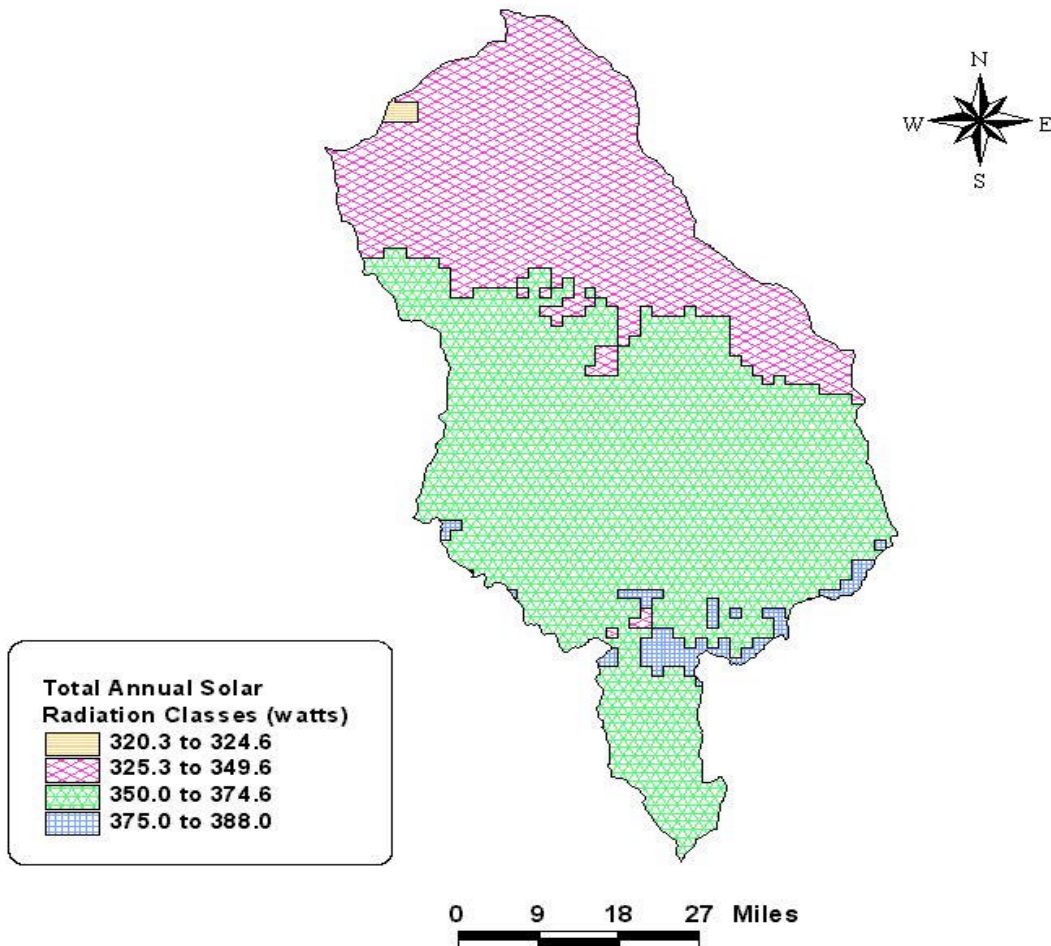 N
W E
S
Total Annual Solar
Radiation Classes (watts)
320.3 to 324.6
325.3 to 349.6
350.0 to 374.6
375.0 to 388.0
0 9 18 27 Miles